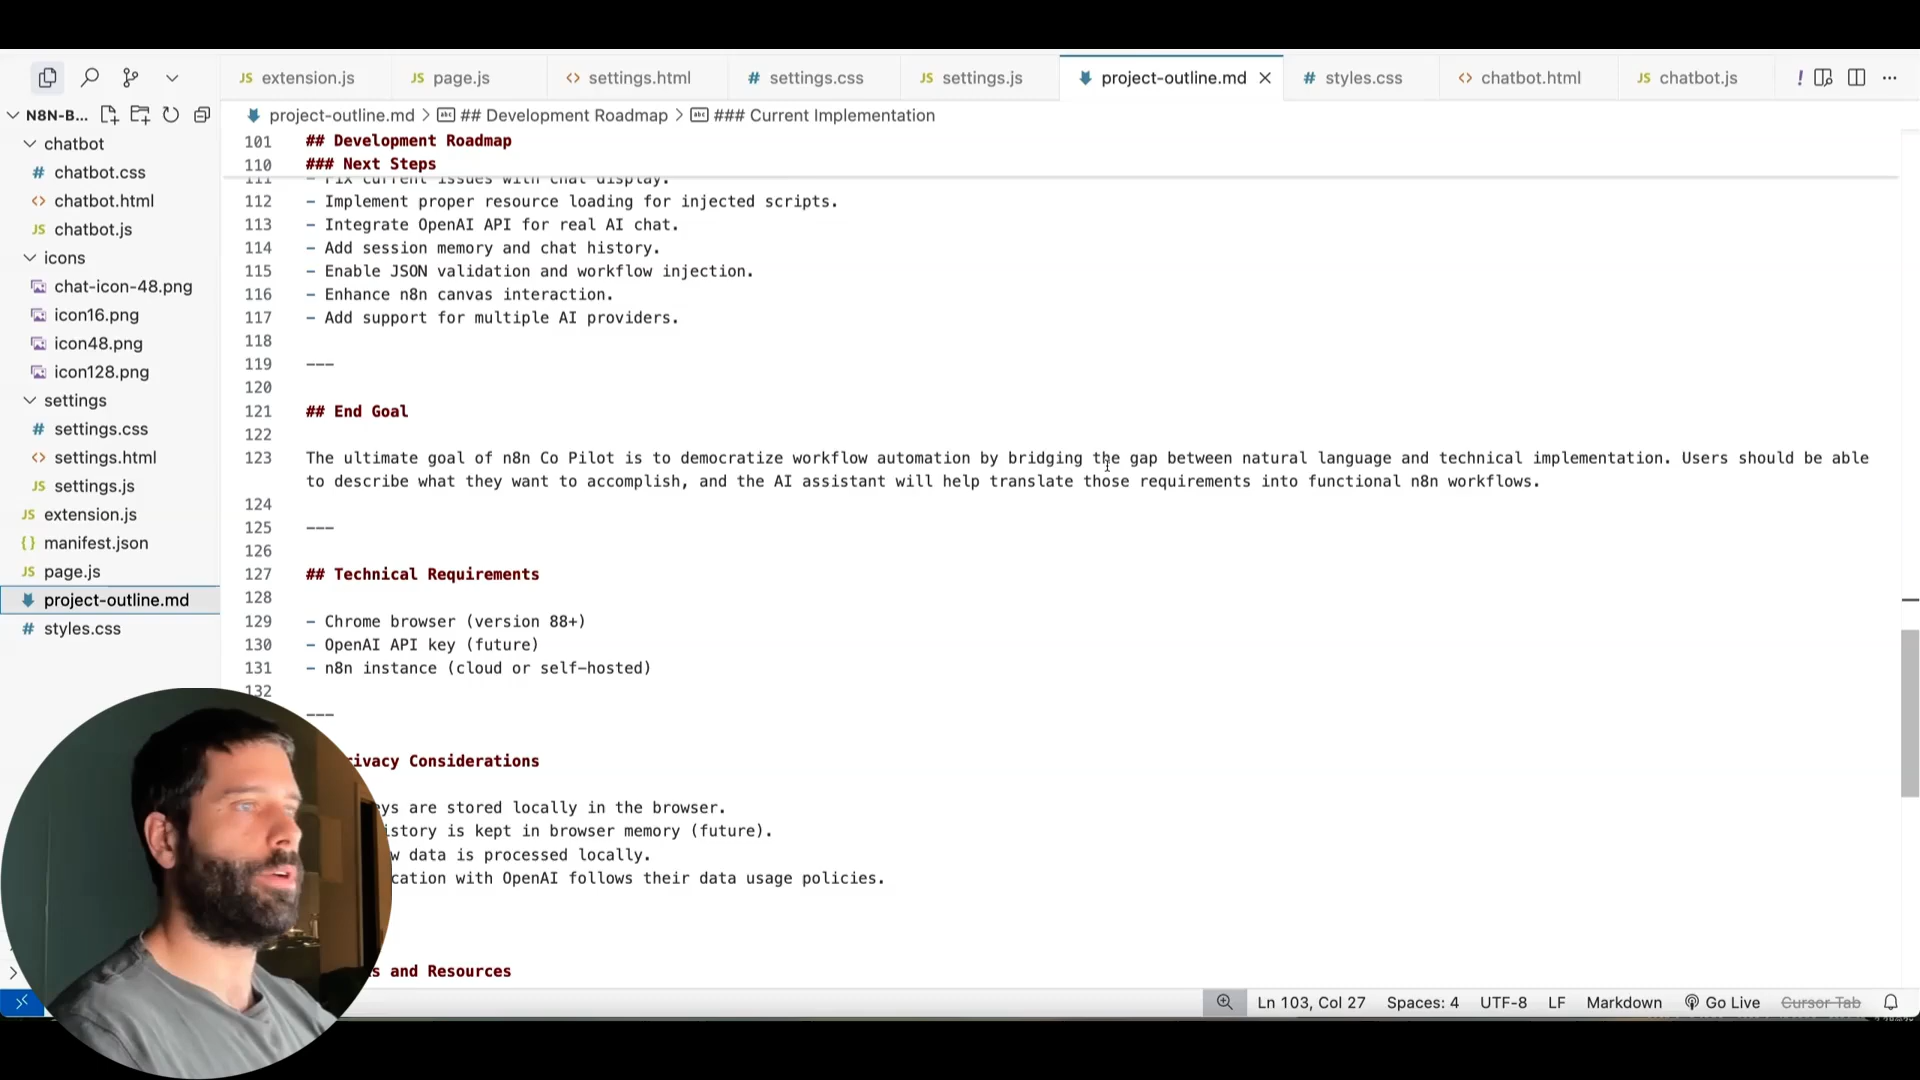 extension.js
page.js
settings.html
settings.css
settings.js
project-outline.md
styles.css
chatbot.html
chatbot.js
N8N-B...
project-outline.md > ## Development Roadmap > ### Current Implementation
chatbot
chatbot.css
chatbot.html
chatbot.js
icons
chat-icon-48.png
icon16.png
icon48.png
icon128.png
settings
settings.css
settings.html
settings.js
extension.js
manifest.json
page.js
project-outline.md
styles.css
101 ## Development Roadmap
110 ### Next Steps
111 - Fix current issues with chat display.
112 - Implement proper resource loading for injected scripts.
113 - Integrate OpenAI API for real AI chat.
114 - Add session memory and chat history.
115 - Enable JSON validation and workflow injection.
116 - Enhance n8n canvas interaction.
117 - Add support for multiple AI providers.
118
119 ---
120
121 ## End Goal
122
123 The ultimate goal of n8n Co Pilot is to democratize workflow automation by bridging the gap between natural language and technical implementation. Users should be able
to describe what they want to accomplish, and the AI assistant will help translate those requirements into functional n8n workflows.
124
125 ---
126
127 ## Technical Requirements
128
129 - Chrome browser (version 88+)
130 - OpenAI API key (future)
131 - n8n instance (cloud or self-hosted)
132
---
ivacy Considerations
ys are stored locally in the browser.
istory is kept in browser memory (future).
w data is processed locally.
cation with OpenAI follows their data usage policies.
s and Resources
Ln 103, Col 27
Spaces: 4
UTF-8
LF
Markdown
Go Live
Cursor Tab